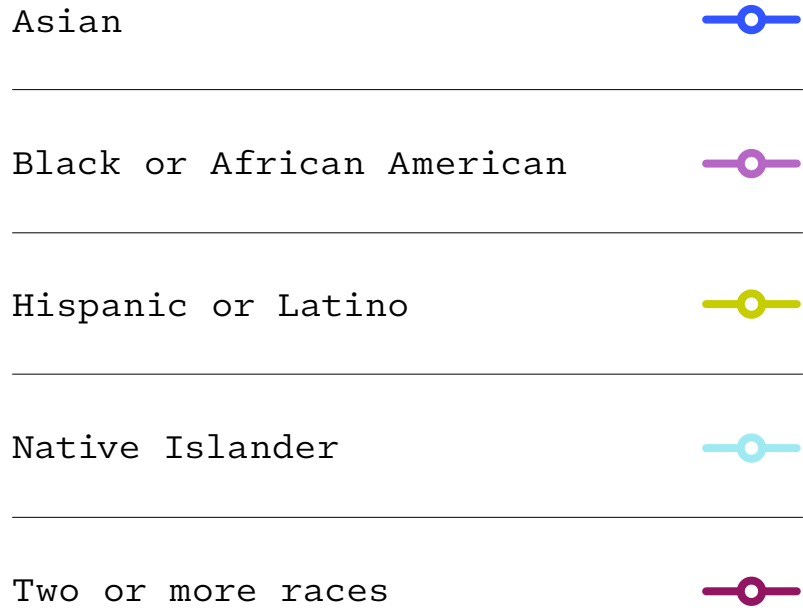 Asian
Black or African American
Hispanic or Latino
Native Islander
Two or more races